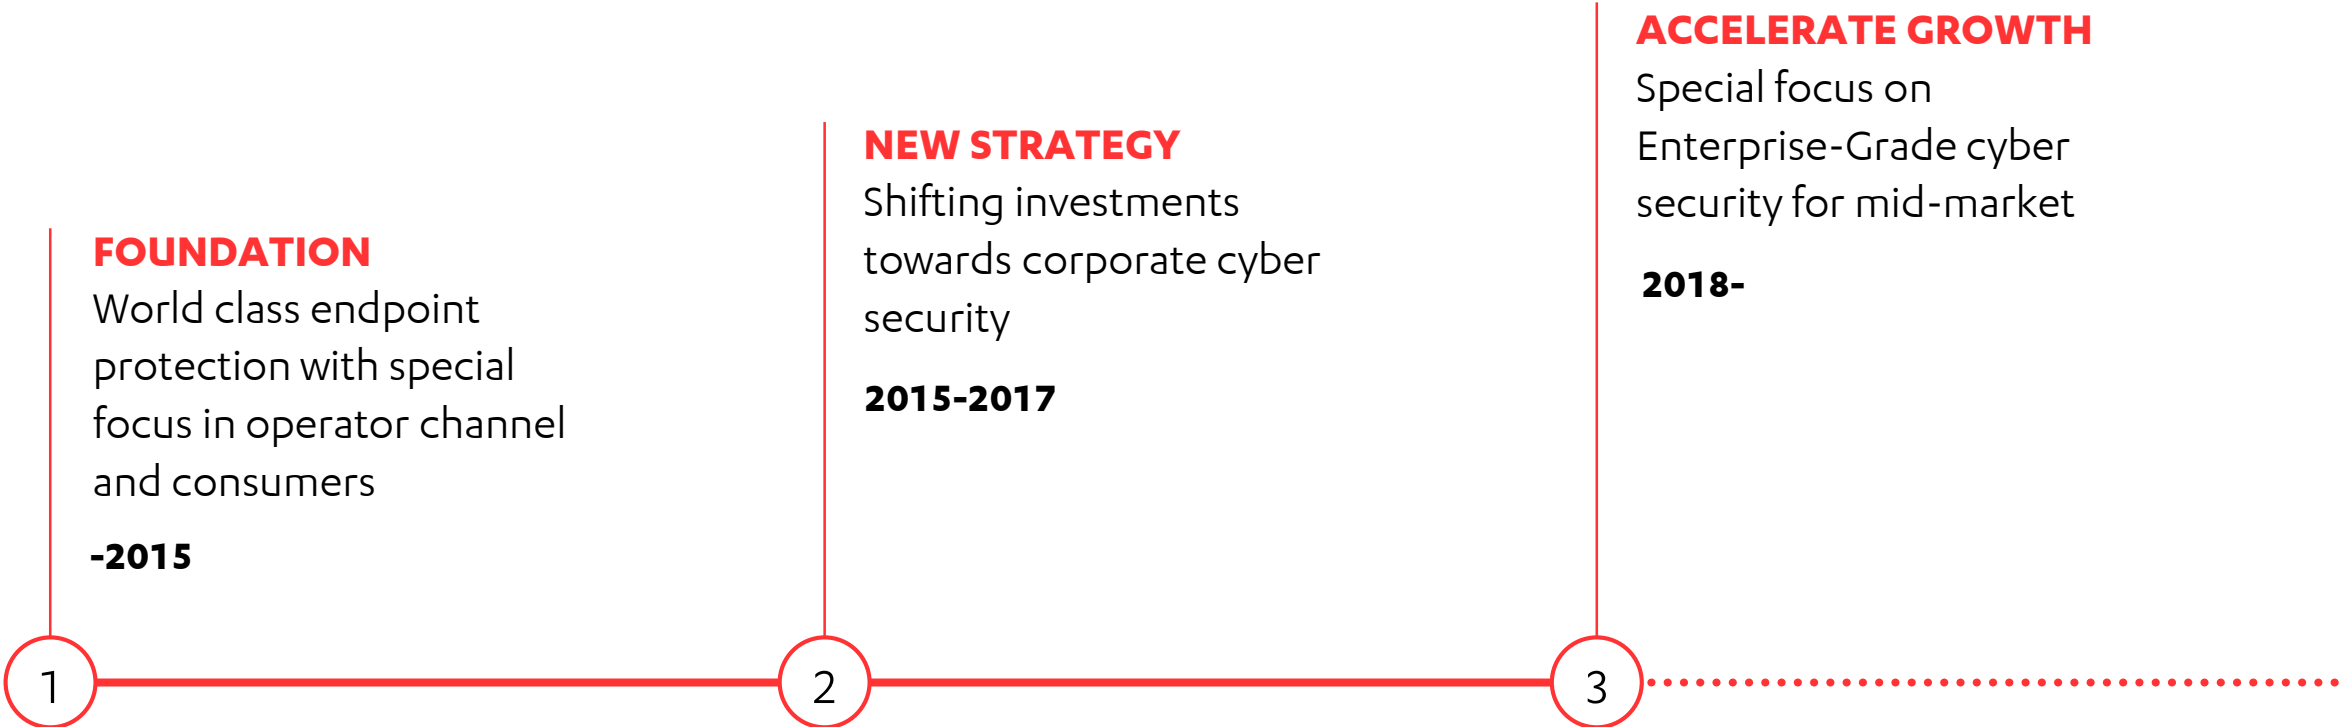 FOUNDATION
World class endpoint
protection with special
focus in operator channel
and consumers
-2015
NEW STRATEGY
Shifting investments
towards corporate cyber
security
2015-2017
ACCELERATE GROWTH
Special focus on
Enterprise-Grade cyber
security for mid-market
2018-
1
2
3